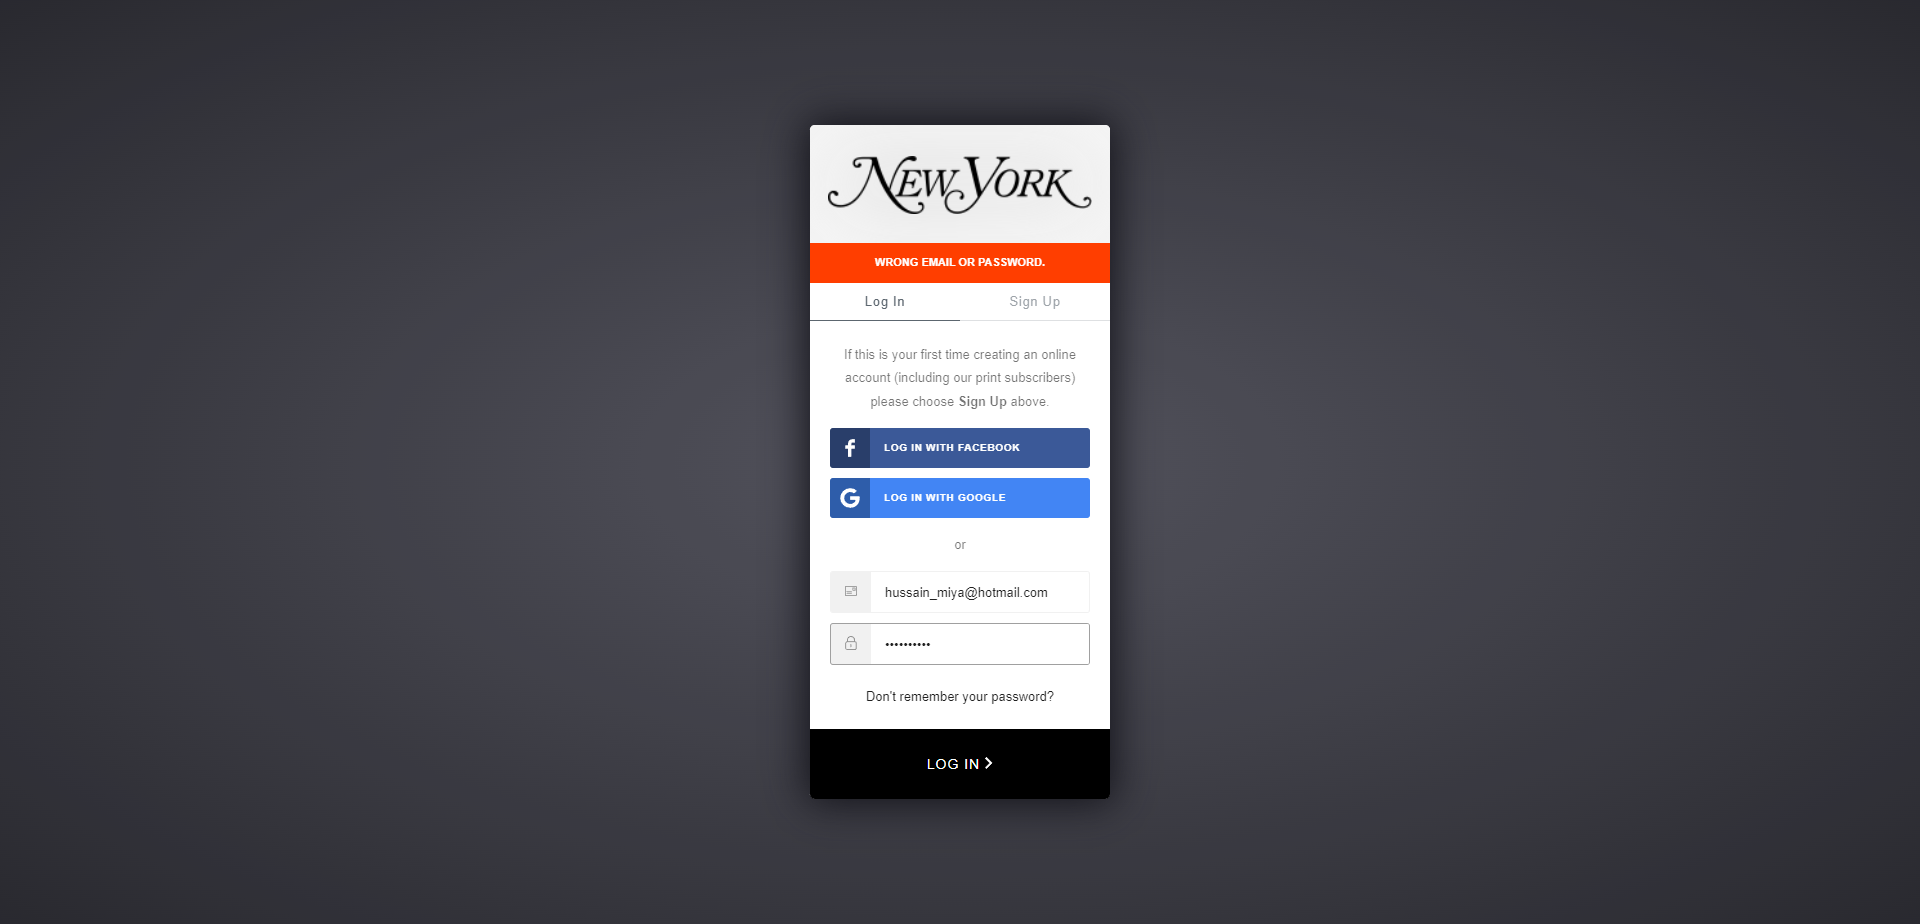 New York
WRONG EMAIL OR PASSWORD.
Log In
Sign Up
If this is your first time creating an online
account (including our print subscribers)
please choose Sign Up above.
LOG IN WITH FACEBOOK
LOG IN WITH GOOGLE
or
hussain_miya@hotmail.com
••••••••••
Don't remember your password?
LOG IN